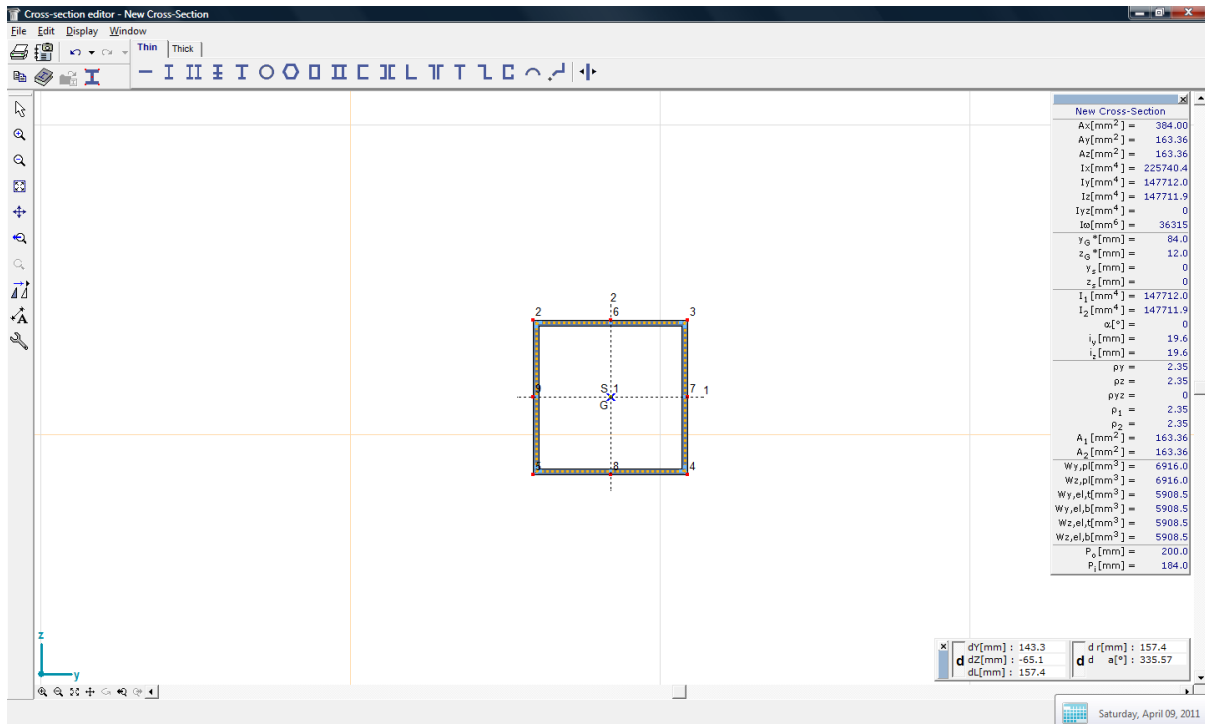 Cross-section editor - New Cross-Section
File Edit Display Window
Thin Thick
New Cross-Section
Ax[mm²] = 384.00
Ay[mm²] = 163.36
Az[mm²] = 163.36
Ix[mm⁴] = 225740.4
Iy[mm⁴] = 147712.0
Iz[mm⁴] = 147711.9
Iyz[mm⁴] = 0
Iω[mm⁶] = 36315
y_G*[mm] = 84.0
z_G*[mm] = 12.0
y_s[mm] = 0
z_s[mm] = 0
I₁[mm⁴] = 147712.0
I₂[mm⁴] = 147711.9
α[°] = 0
i_y[mm] = 19.6
i_z[mm] = 19.6
ρy = 2.35
ρz = 2.35
ρyz = 0
ρ₁ = 2.35
ρ₂ = 2.35
A₁[mm²] = 163.36
A₂[mm²] = 163.36
Wy,pl[mm³] = 6916.0
Wz,pl[mm³] = 6916.0
Wy,el,t[mm³] = 5908.5
Wy,el,b[mm³] = 5908.5
Wz,el,t[mm³] = 5908.5
Wz,el,b[mm³] = 5908.5
P_o[mm] = 200.0
P_i[mm] = 184.0
2
2 6 3
9 S 1 7 1
G
5 8 4
z
y
dY[mm] : 143.3 d r[mm] : 157.4
d dZ[mm] : -65.1 d d a[°] : 335.57
dL[mm] : 157.4
Saturday, April 09, 2011